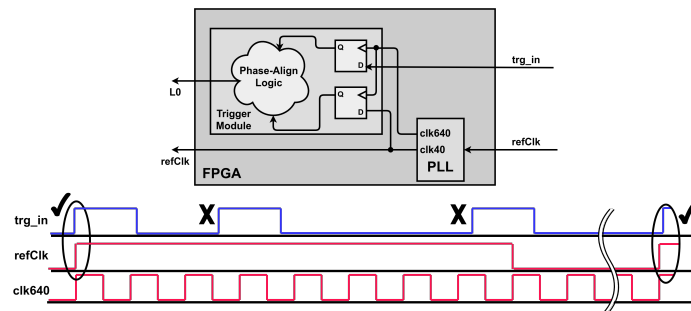 Q
Phase-Align
Logic
D
trg_in
L0
Q
Trigger
Module
D
clk640
refClk
clk40
refClk
FPGA
PLL
trg_in
X
X
refClk
clk640